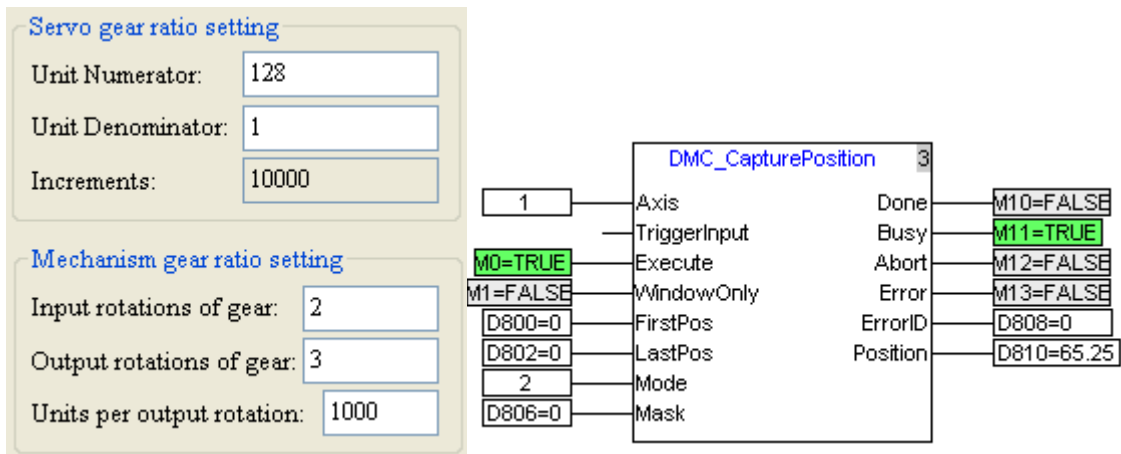 Servo gear ratio setting
Unit Numerator: 128
Unit Denominator: 1
Increments: 10000
Mechanism gear ratio setting
Input rotations of gear: 2
Output rotations of gear: 3
Units per output rotation: 1000
DMC_CapturePosition 3
1 Axis Done M10=FALSE
TriggerInput Busy M11=TRUE
M0=TRUE Execute Abort M12=FALSE
M1=FALSE WindowOnly Error M13=FALSE
D800=0 FirstPos ErrorID D808=0
D802=0 LastPos Position D810=65.25
2 Mode
D806=0 Mask